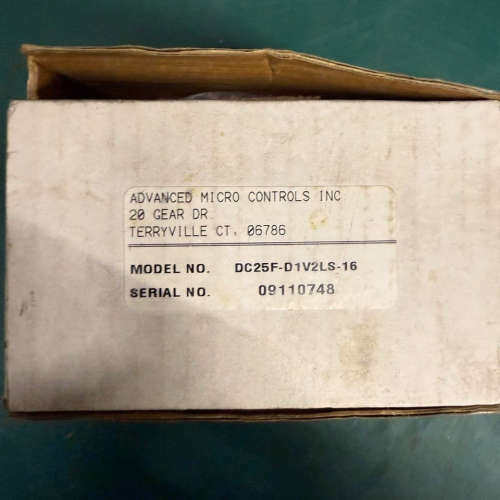 ADVANCED MICRO CONTROLS INC
20 GEAR DR.
TERRYVILLE CT. 06786
MODEL NO. DC25F-D1V2LS-16
SERIAL NO. 09110748